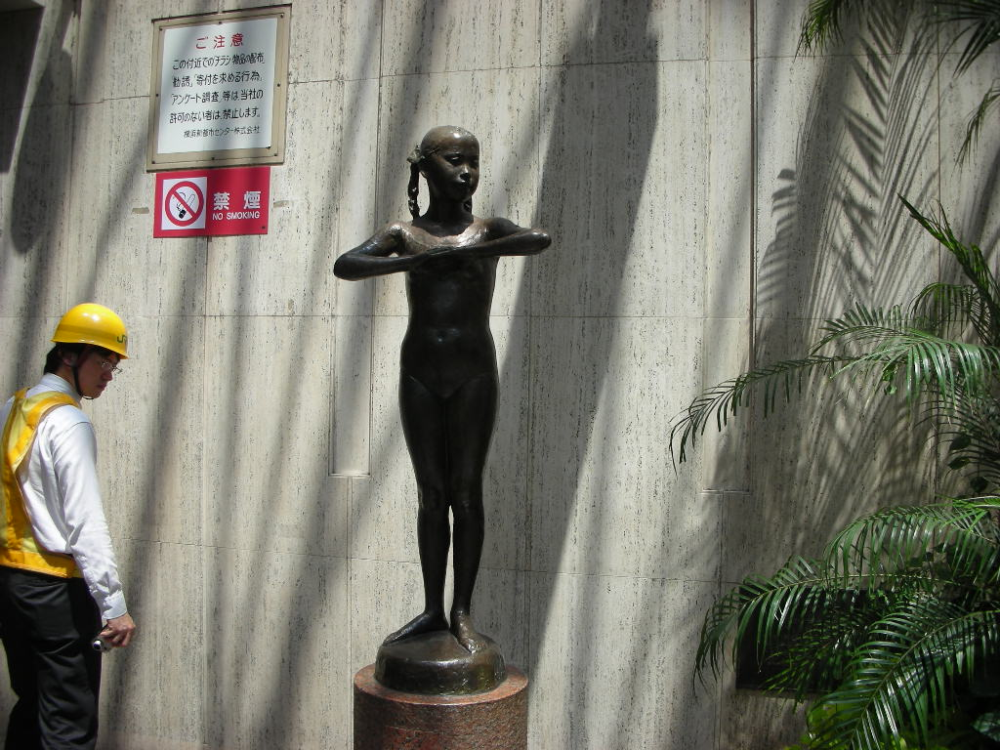 ご注意
この付近でのチラシ・物品の配布、
勧誘、寄付を求める行為、
アンケート調査、等は、当社の
許可のない者は、禁止します。
横浜新都市センター株式会社
禁煙
NO SMOKING